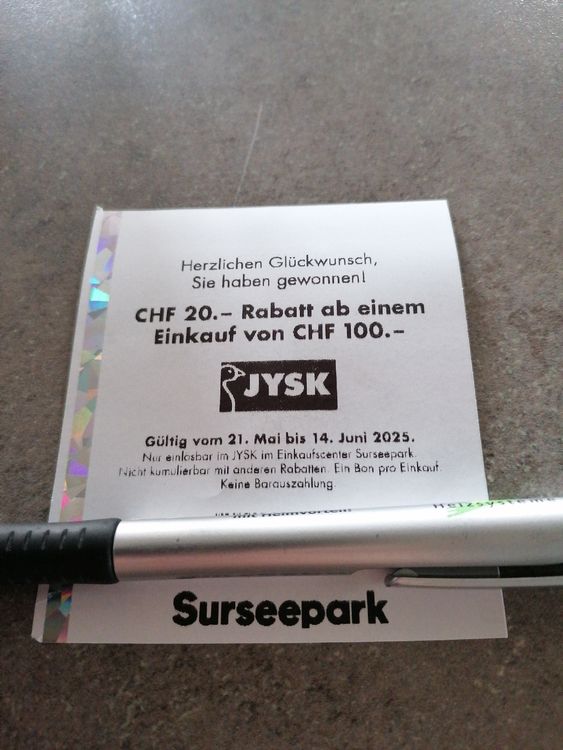 Herzlichen Glückwunsch,
Sie haben gewonnen!
CHF 20.– Rabatt ab einem
Einkauf von CHF 100.–
JYSK
Gültig vom 21. Mai bis 14. Juni 2025.
Nur einlösbar im JYSK im Einkaufscenter Surseepark.
Nicht kumulierbar mit anderen Rabatten. Ein Bon pro Einkauf.
Keine Barauszahlung.
Heizsysteme
Surseepark